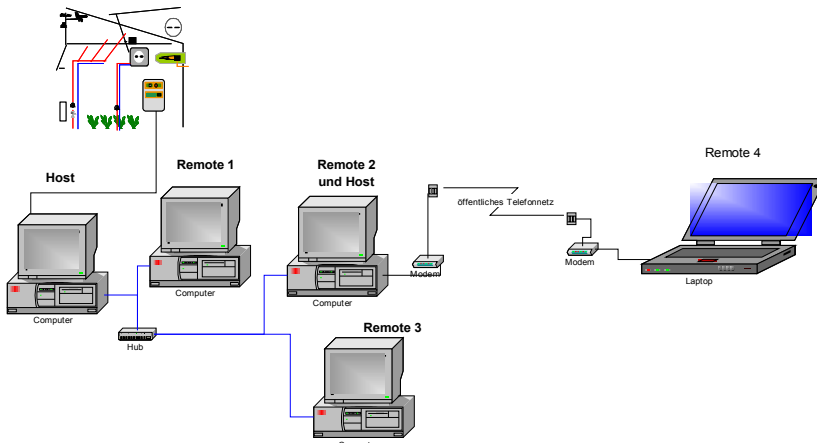 Host
Remote 1
Remote 2
und Host
Remote 4
öffentliches Telefonnetz
Modem
Modem
Laptop
Computer
Computer
Computer
Hub
Remote 3
Computer